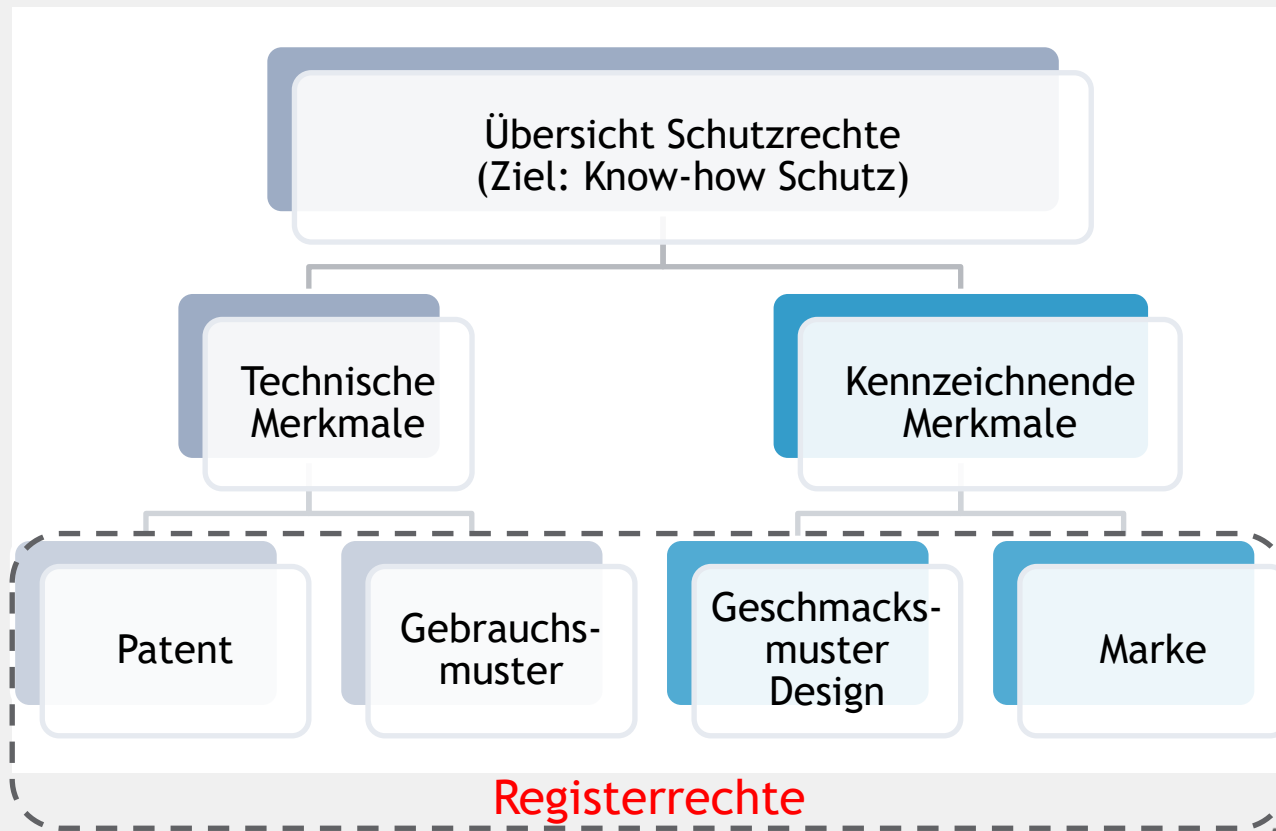 Übersicht Schutzrechte
(Ziel: Know-how Schutz)
Technische
Merkmale
Kennzeichnende
Merkmale
Patent
Gebrauchs-
muster
Geschmacks-
muster
Design
Marke
Registerrechte